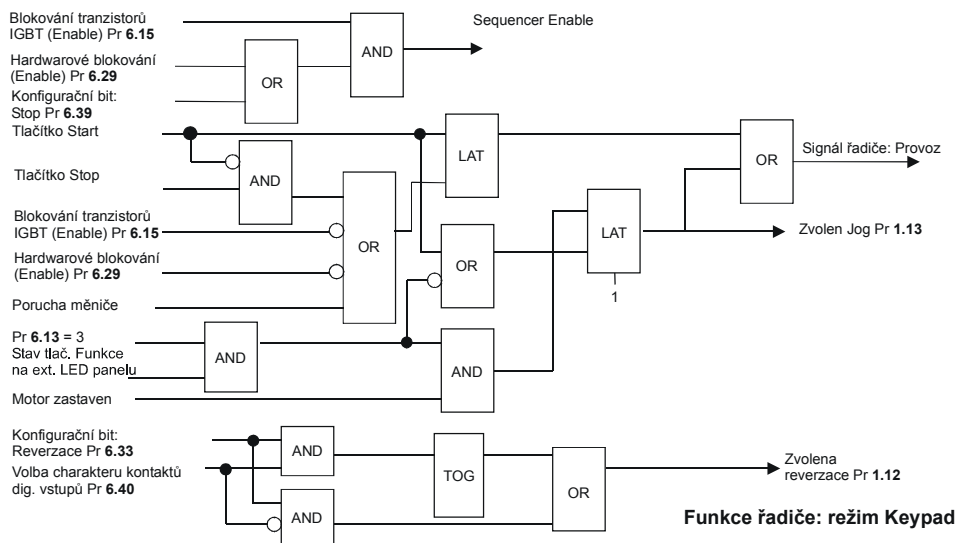 Blokování tranzistorů
IGBT (Enable) Pr 6.15
Sequencer Enable
AND
Hardwarové blokování
(Enable) Pr 6.29
OR
Konfigurační bit:
Stop Pr 6.39
Tlačítko Start
LAT
OR
Signál řadiče: Provoz
Tlačítko Stop
AND
Blokování tranzistorů
IGBT (Enable) Pr 6.15
OR
LAT
Zvolen Jog Pr 1.13
OR
Hardwarové blokování
(Enable) Pr 6.29
1
Porucha měniče
Pr 6.13 = 3
Stav tlač. Funkce
na ext. LED panelu
AND
AND
Motor zastaven
Konfigurační bit:
Reverzace Pr 6.33
AND
Volba charakteru kontaktů
dig. vstupů Pr 6.40
TOG
Zvolena
reverzace Pr 1.12
OR
AND
Funkce řadiče: režim Keypad